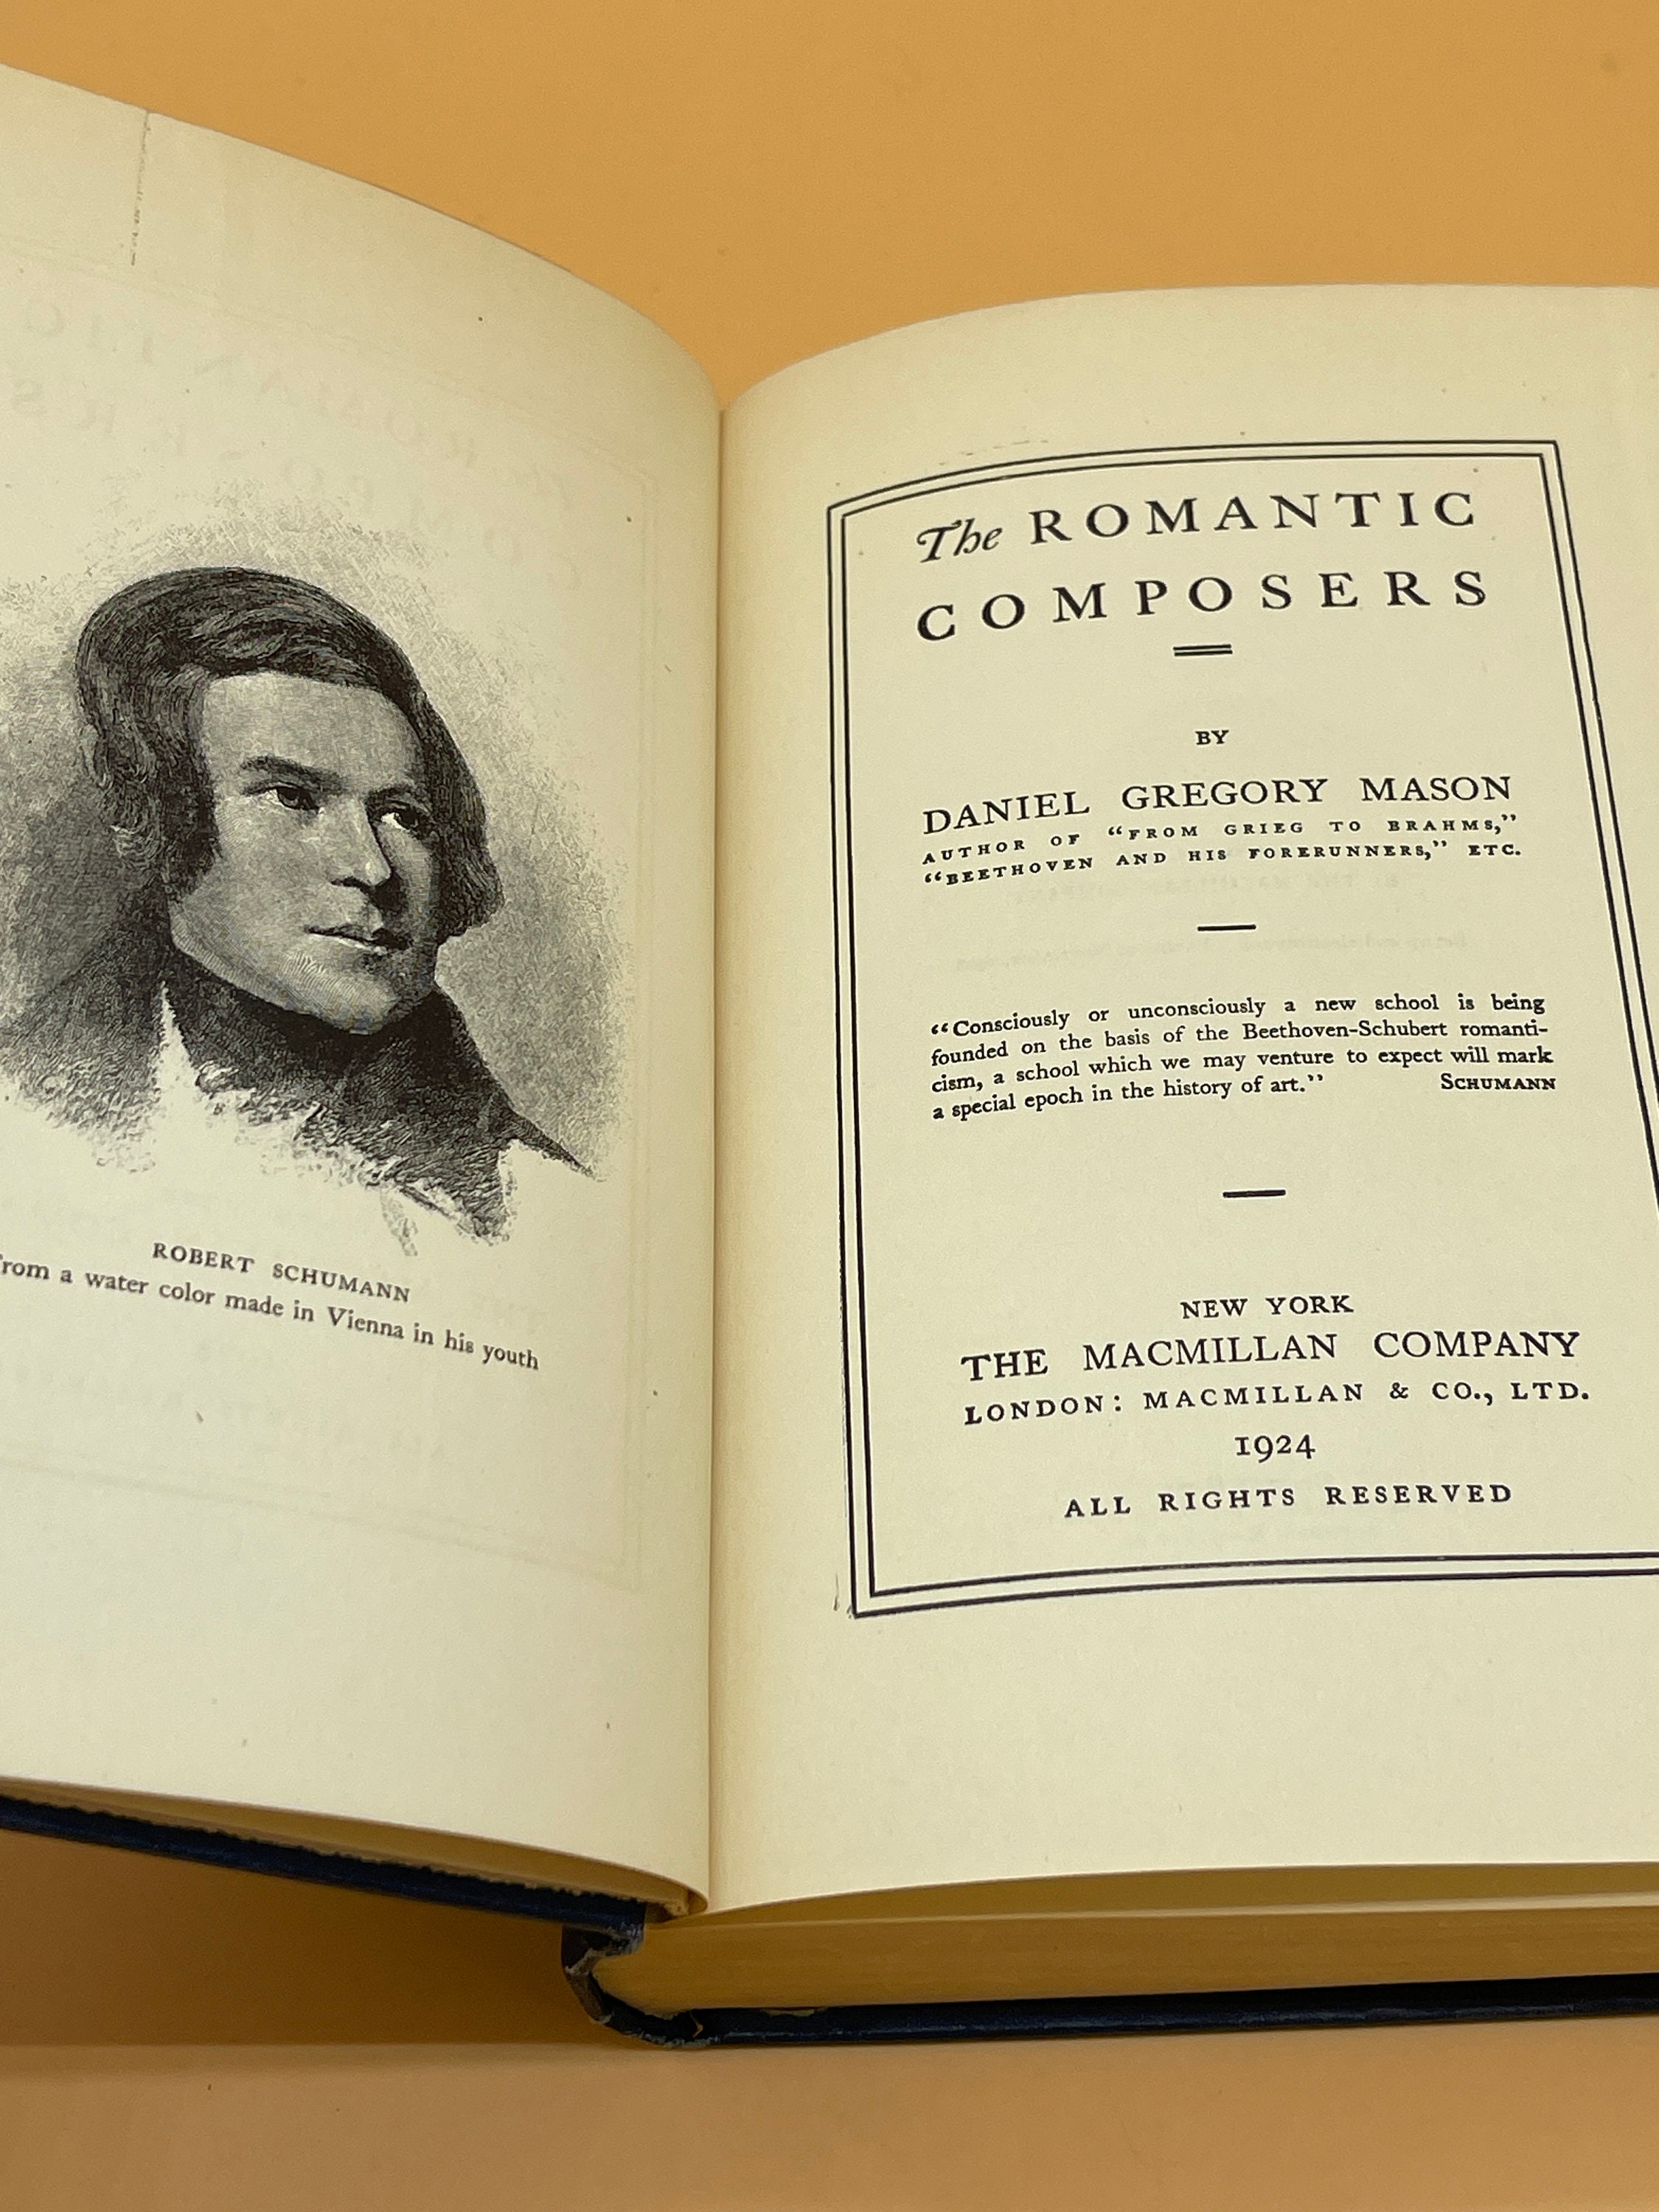 ROBERT SCHUMANN
From a water color made in Vienna in his youth
The ROMANTIC
COMPOSERS
BY
DANIEL GREGORY MASON
AUTHOR OF “FROM GRIEG TO BRAHMS,”
“BEETHOVEN AND HIS FORERUNNERS,” ETC.
“Consciously or unconsciously a new school is being
founded on the basis of the Beethoven-Schubert romanti-
cism, a school which we may venture to expect will mark
a special epoch in the history of art.” SCHUMANN
NEW YORK
THE MACMILLAN COMPANY
LONDON: MACMILLAN & CO., LTD.
1924
ALL RIGHTS RESERVED